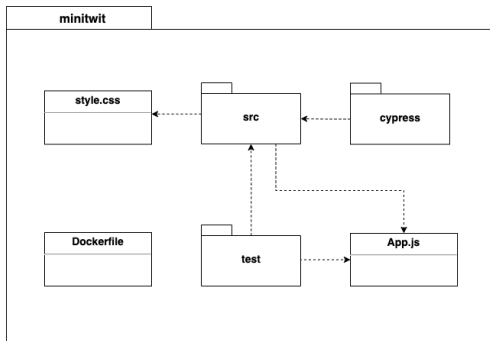 minitwit
style.css
src
cypress
Dockerfile
test
App.js